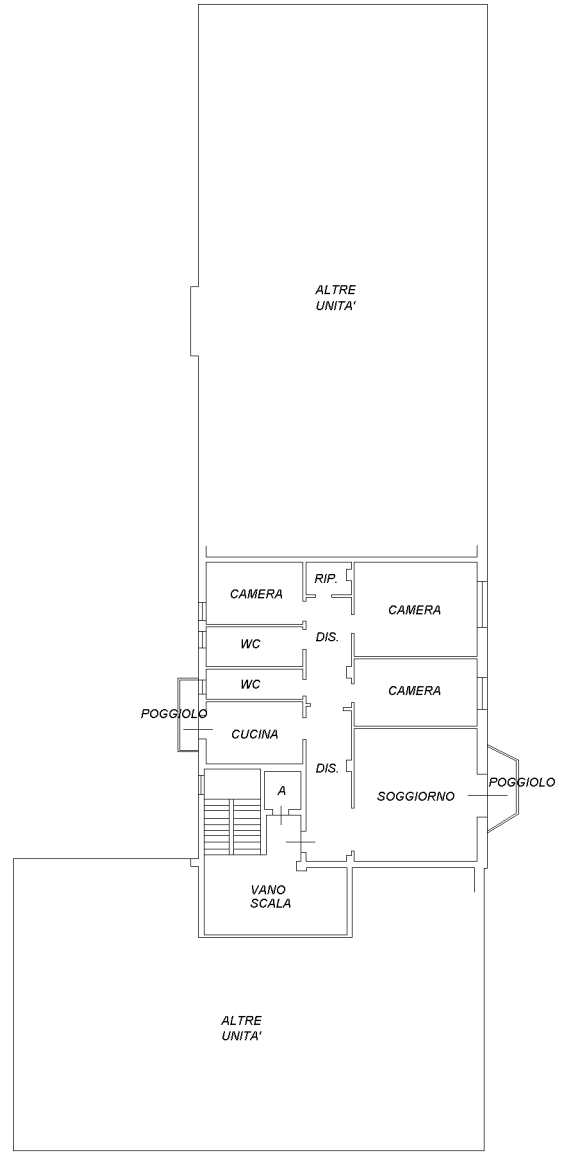 ALTRE
UNITA'
RIP.
CAMERA
CAMERA
DIS.
WC
WC
CAMERA
POGGIOLO
CUCINA
DIS.
POGGIOLO
A
SOGGIORNO
VANO
SCALA
ALTRE
UNITA'